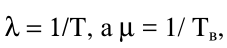 λ = 1/T, а μ = 1/ Tв,